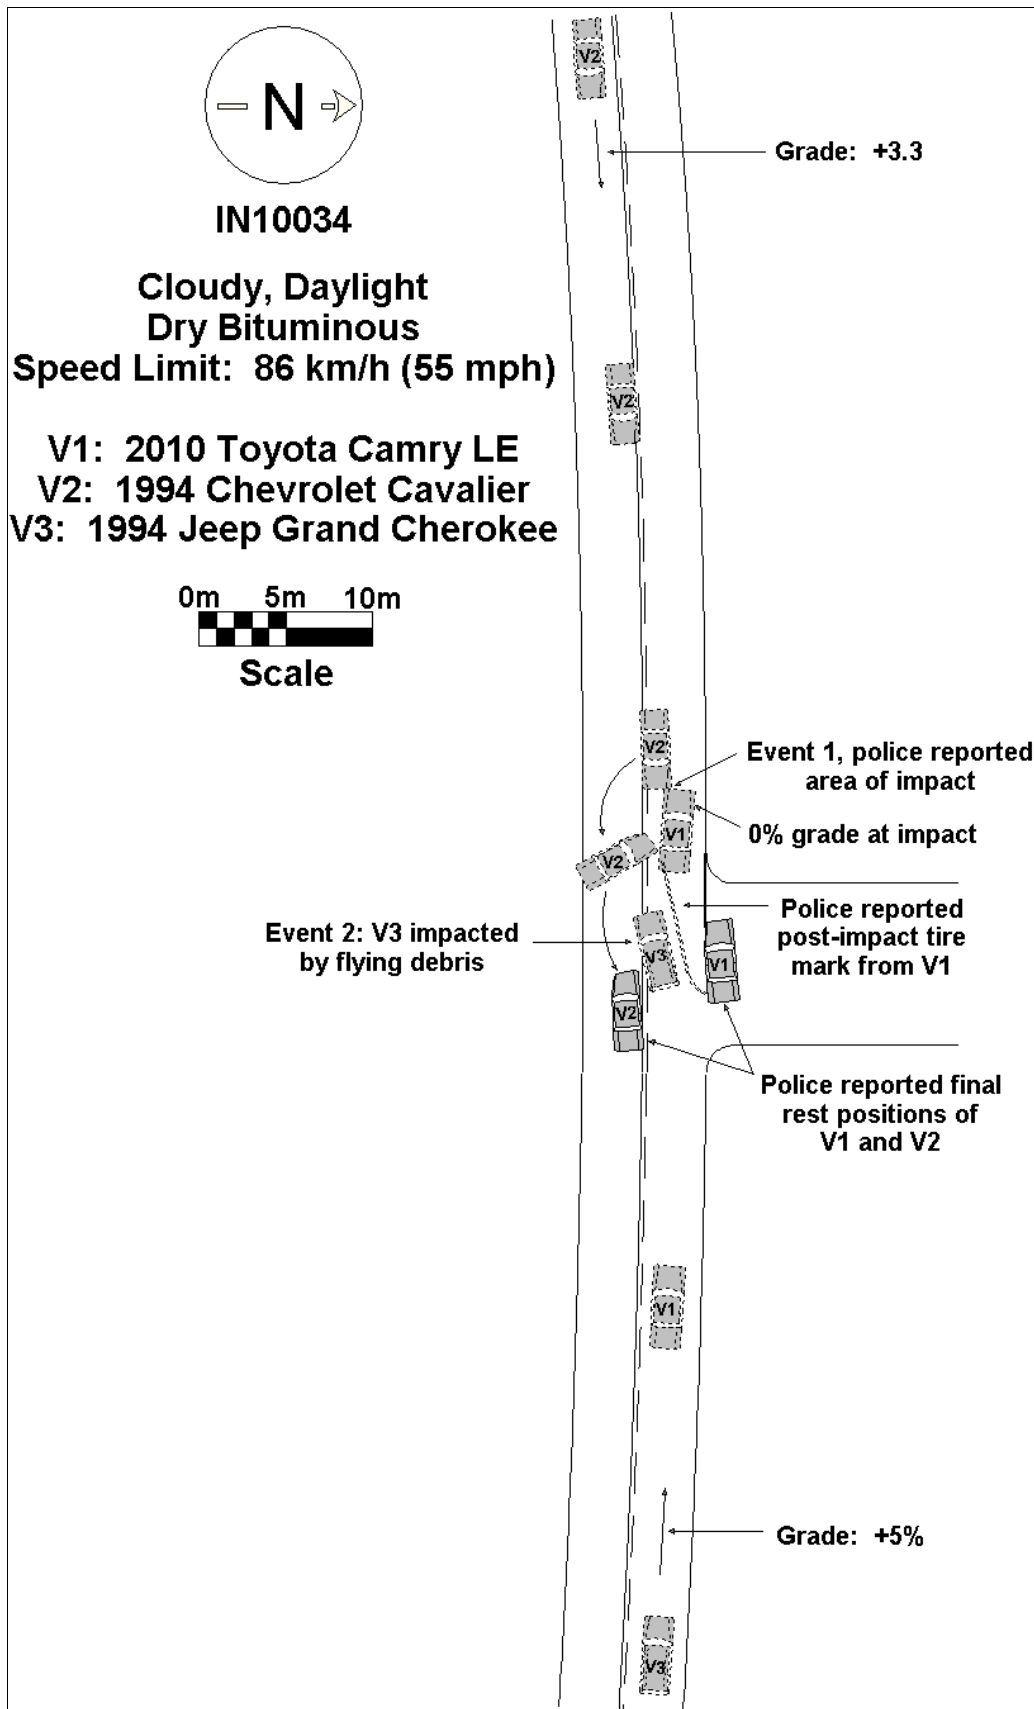 V2
N
Grade:  +3.3
IN10034
Cloudy, Daylight
Dry Bituminous
Speed Limit:  86 km/h (55 mph)
V2
V1:  2010 Toyota Camry LE
V2:  1994 Chevrolet Cavalier
V3:  1994 Jeep Grand Cherokee
0m 5m 10m
Scale
V2
Event 1, police reported
area of impact
V1
0% grade at impact
V2
Police reported
post-impact tire
mark from V1
Event 2: V3 impacted
by flying debris
V3
V1
V2
Police reported final
rest positions of
V1 and V2
V1
Grade:  +5%
V3